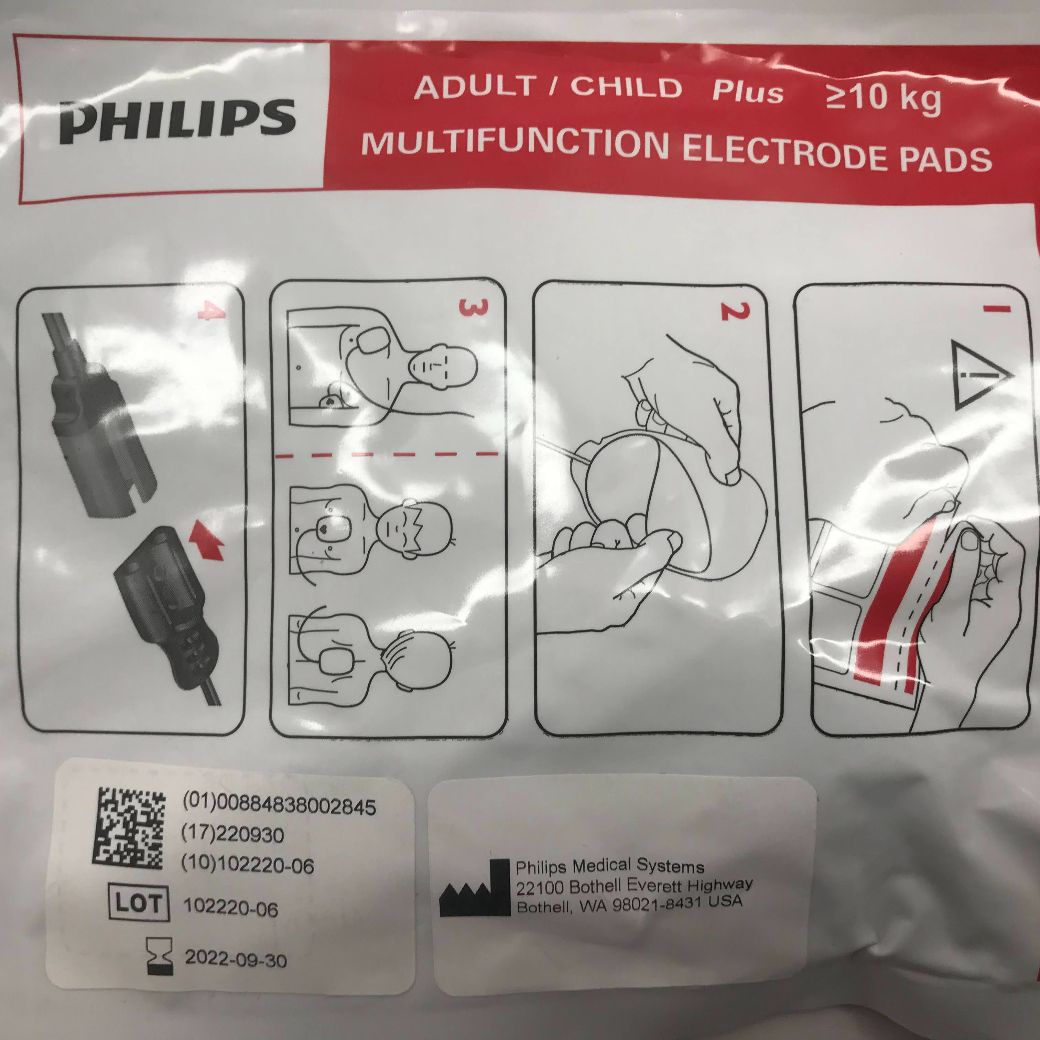 PHILIPS
ADULT / CHILD Plus ≥10 kg
MULTIFUNCTION ELECTRODE PADS
4
3
2
1
(01)00884838002845
(17)220930
(10)102220-06
LOT 102220-06
2022-09-30
Philips Medical Systems
22100 Bothell Everett Highway
Bothell, WA 98021-8431 USA